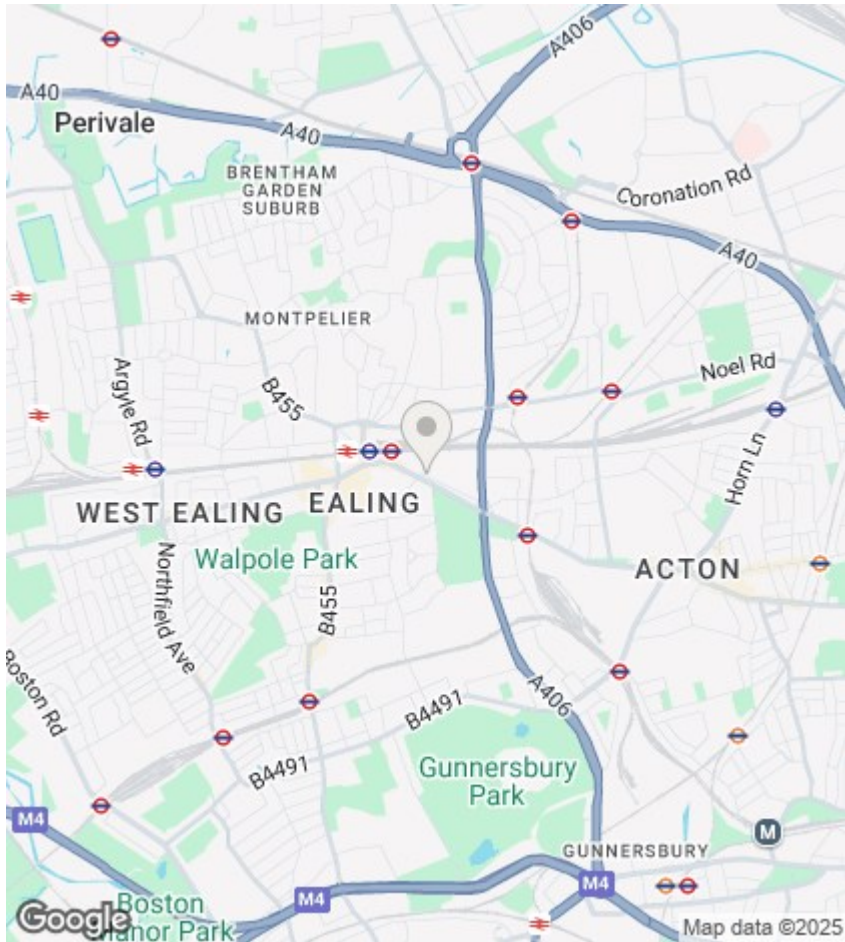 A406
A40
Perivale
A40
BRENTHAM
GARDEN
SUBURB
Coronation Rd
A40
MONTPELIER
Argyle Rd
B455
Noel Rd
Horn Ln
WEST EALING
EALING
Walpole Park
ACTON
Northfield Ave
B455
Boston Rd
B4491
A406
B4491
Gunnersbury
Park
M4
M
GUNNERSBURY
M4
M4
Boston
Manor Park
Google
Map data ©2025